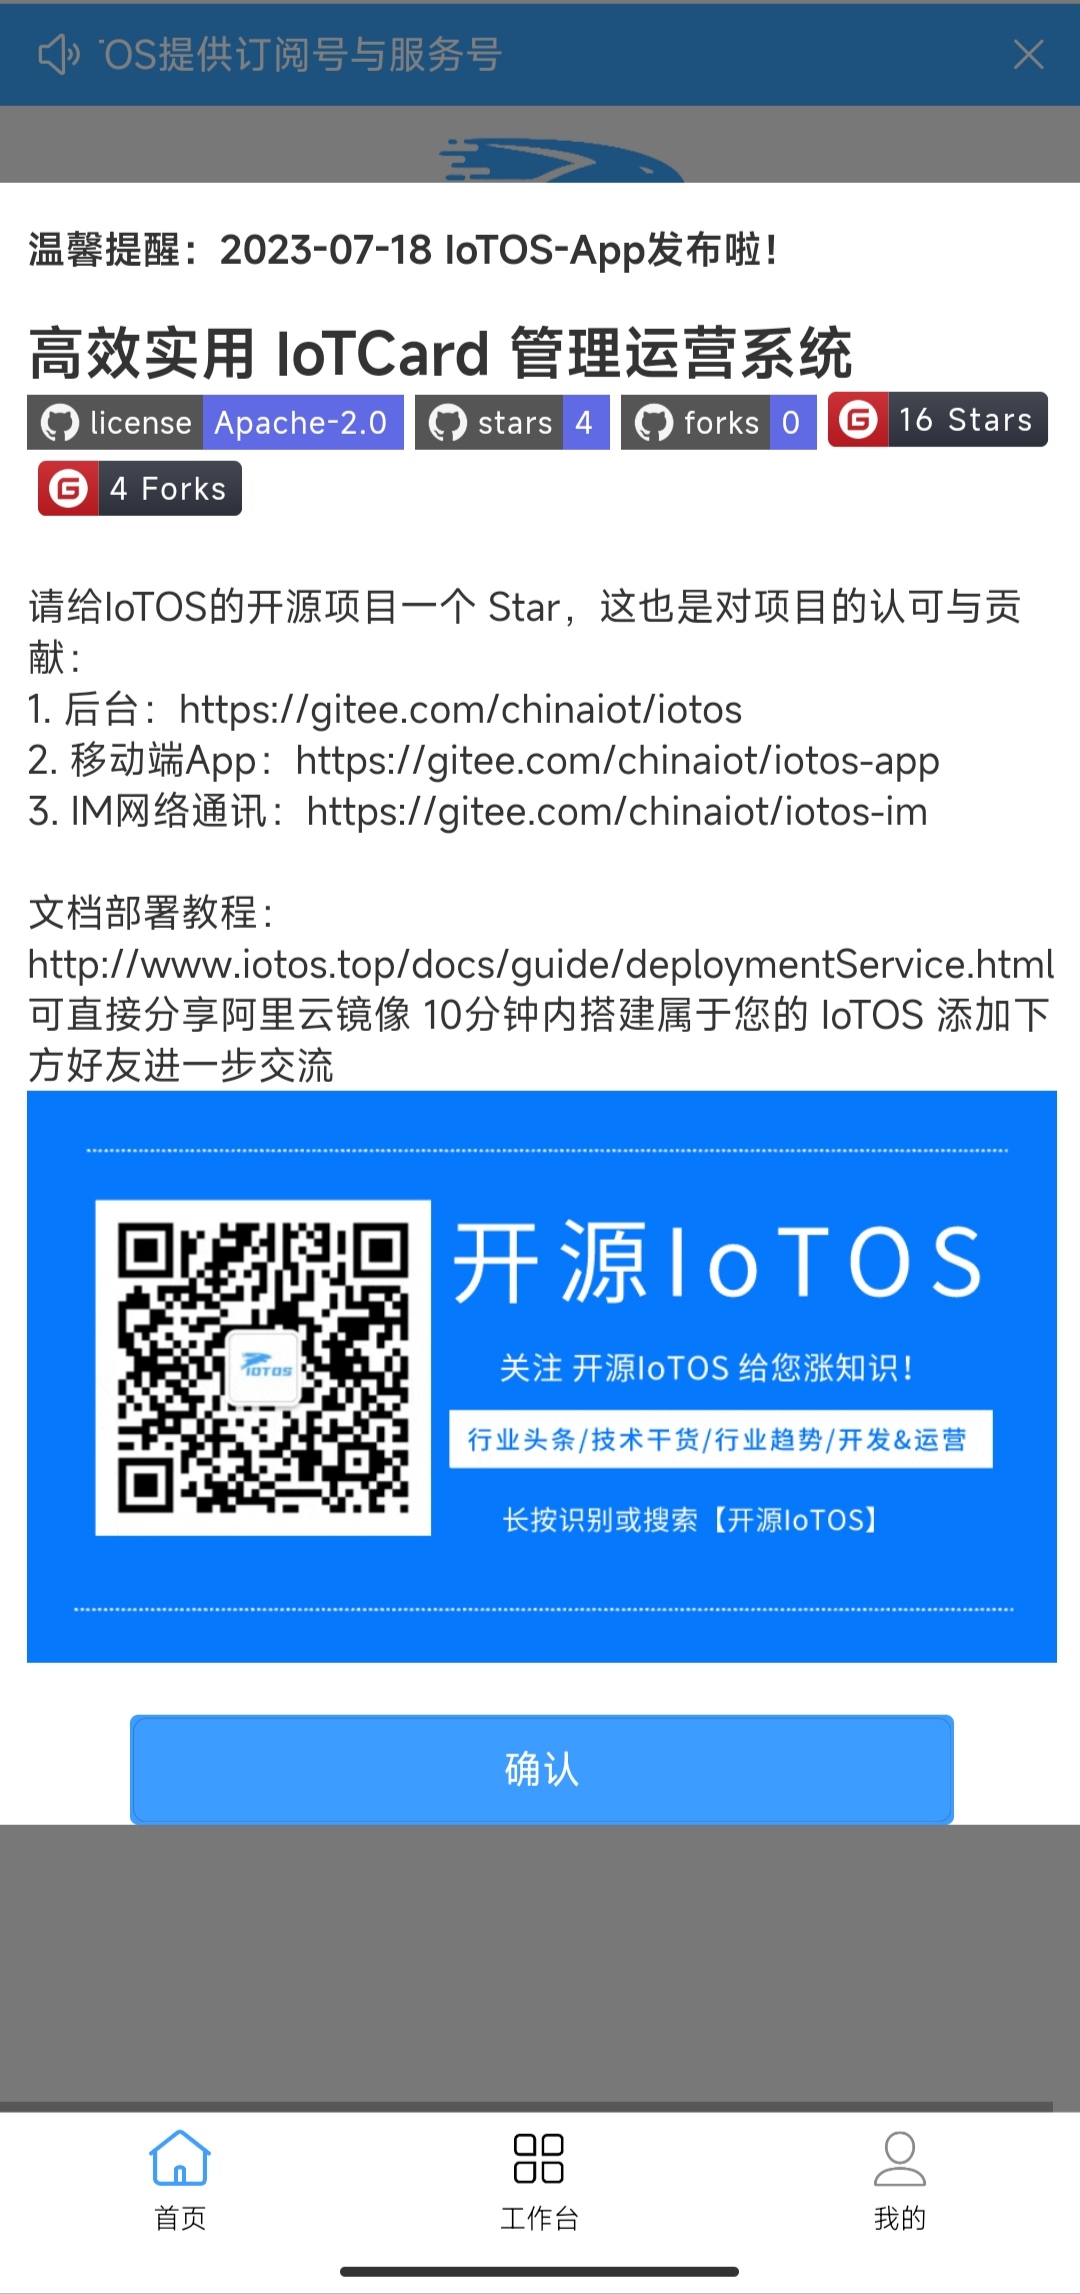 OS提供订阅号与服务号
温馨提醒：2023-07-18 IoTOS-App发布啦！
高效实用 IoTCard 管理运营系统
license Apache-2.0 stars 4 forks 0 16 Stars
4 Forks
请给IoTOS的开源项目一个 Star，这也是对项目的认可与贡
献：
1. 后台：https://gitee.com/chinaiot/iotos
2. 移动端App：https://gitee.com/chinaiot/iotos-app
3. IM网络通讯：https://gitee.com/chinaiot/iotos-im
文档部署教程：
http://www.iotos.top/docs/guide/deploymentService.html
可直接分享阿里云镜像 10分钟内搭建属于您的 IoTOS 添加下
方好友进一步交流
开源IoTOS
IOTOS
关注 开源IoTOS 给您涨知识！
行业头条/技术干货/行业趋势/开发&运营
长按识别或搜索【开源IoTOS】
确认
首页 工作台 我的